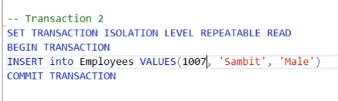 -- Transaction 2
SET TRANSACTION ISOLATION LEVEL REPEATABLE READ
BEGIN TRANSACTION
INSERT into Employees VALUES(1007, 'Sambit', 'Male')
COMMIT TRANSACTION